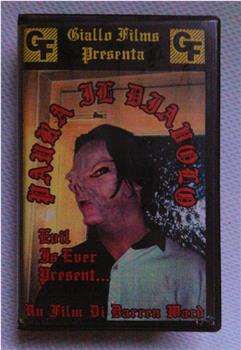 GF Giallo Films GF
Presenta
PAURA IL DIAVOLO
Evil
Is Ever
Present...
Un Film Di Darren Ward